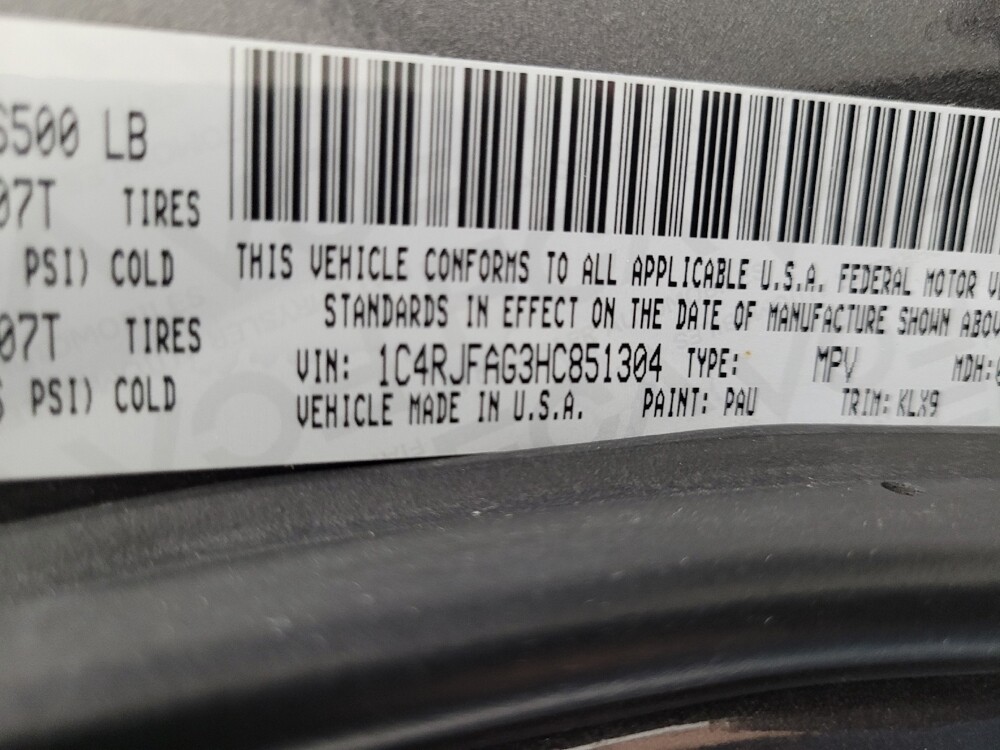 6500 LB
07T TIRES
PSI) COLD
07T TIRES
PSI) COLD
THIS VEHICLE CONFORMS TO ALL APPLICABLE U.S.A. FEDERAL MOTOR
STANDARDS IN EFFECT ON THE DATE OF MANUFACTURE SHOWN ABOV
VIN: 1C4RJFAG3HC851304 TYPE: MPV MDH:
VEHICLE MADE IN U.S.A. PAINT: PAU TRIM: KLX9